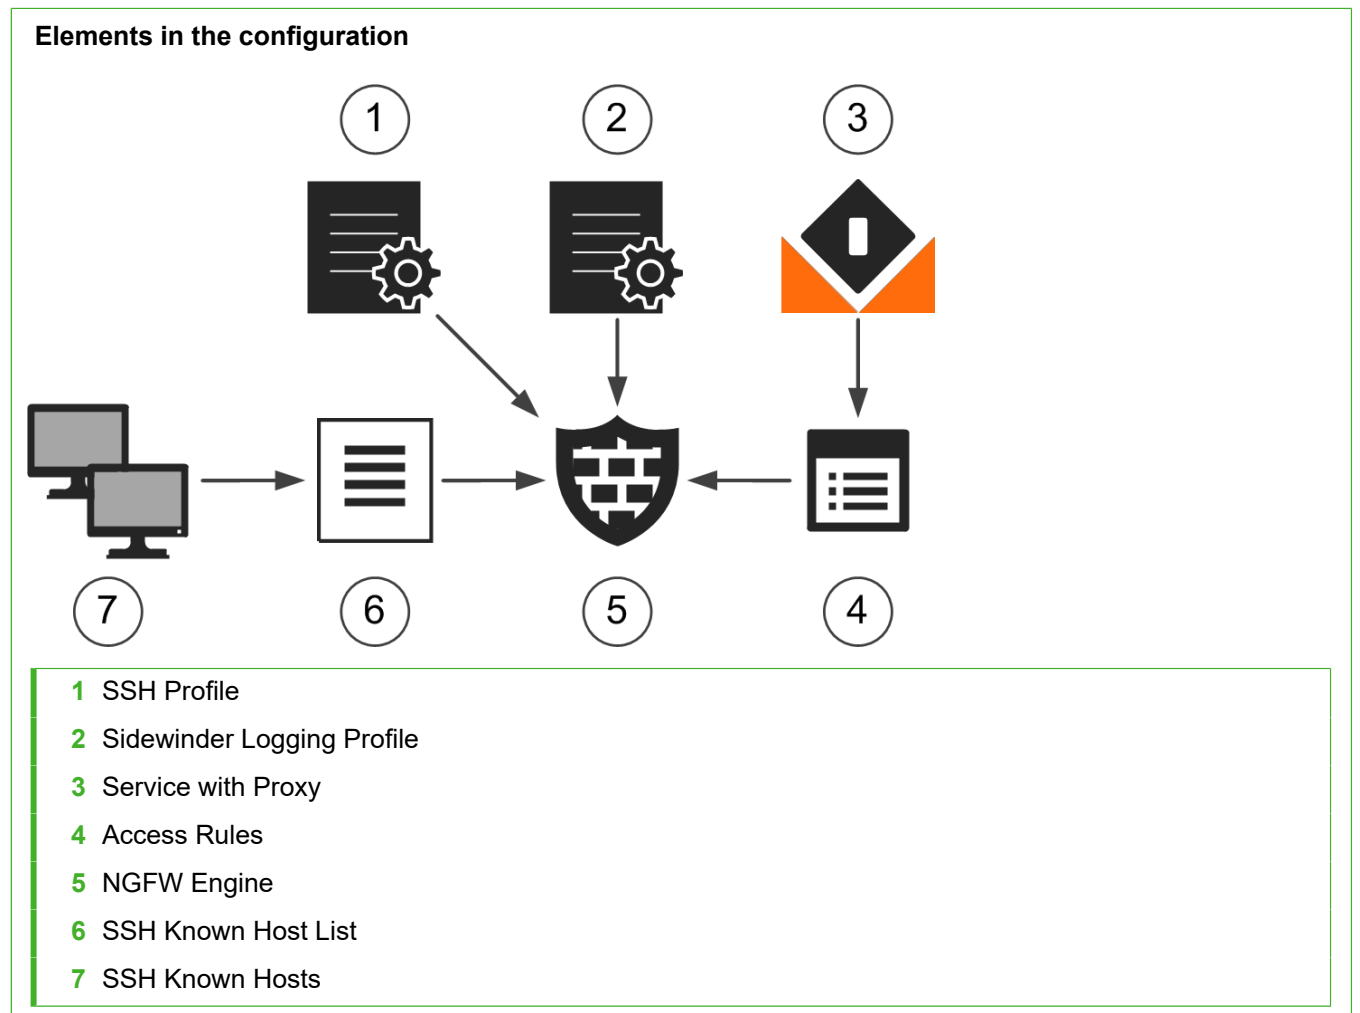 Elements in the configuration
1 2 3
7 6 5 4
1 SSH Profile
2 Sidewinder Logging Profile
3 Service with Proxy
4 Access Rules
5 NGFW Engine
6 SSH Known Host List
7 SSH Known Hosts